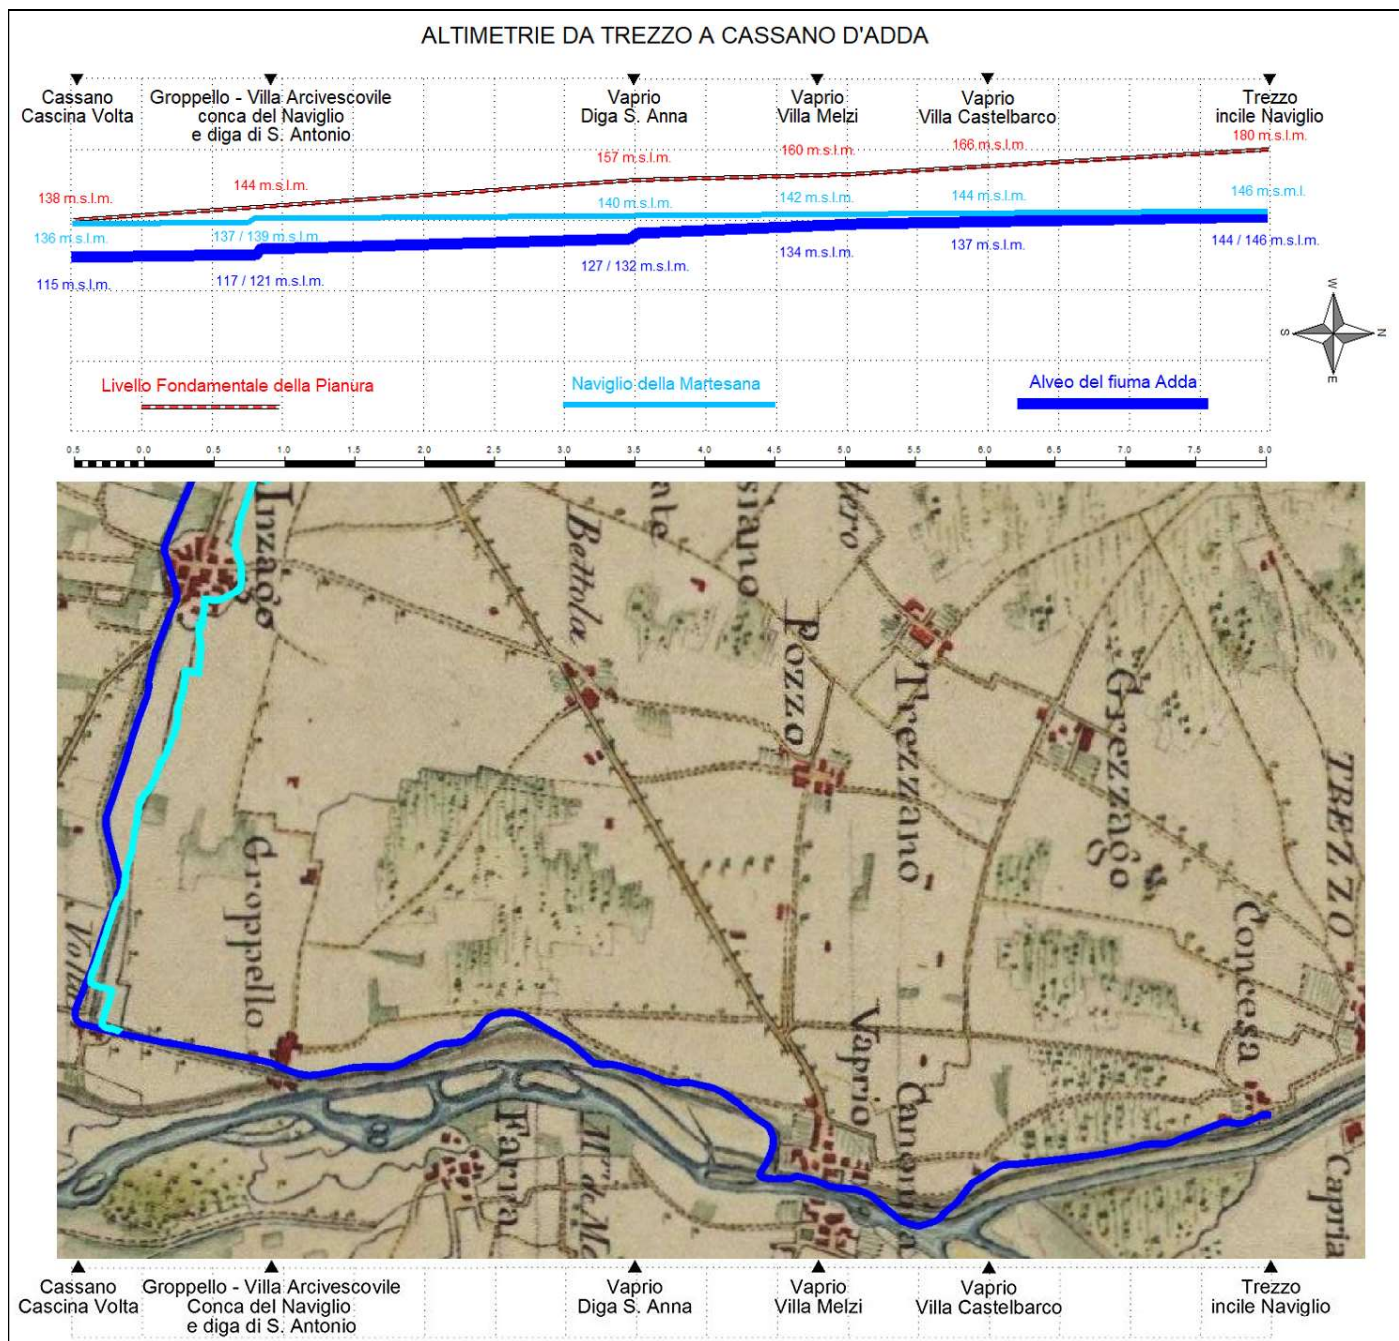 ALTIMETRIE DA TREZZO A CASSANO D'ADDA
Cassano
Cascina Volta
Groppello - Villa Arcivescovile
conca del Naviglio
e diga di S. Antonio
Vaprio
Diga S. Anna
Vaprio
Villa Melzi
Vaprio
Villa Castelbarco
Trezzo
incile Naviglio
138 m.s.l.m.
144 m.s.l.m.
157 m.s.l.m.
160 m.s.l.m.
166 m.s.l.m.
180 m.s.l.m.
136 m.s.l.m.
137 / 139 m.s.l.m.
140 m.s.l.m.
142 m.s.l.m.
144 m.s.l.m.
146 m.s.m.l.
115 m.s.l.m.
117 / 121 m.s.l.m.
127 / 132 m.s.l.m.
134 m.s.l.m.
137 m.s.l.m.
144 / 146 m.s.l.m.
W
S
N
E
Livello Fondamentale della Pianura
Naviglio della Martesana
Alveo del fiuma Adda
0.5 0.0 0.5 1.0 1.5 2.0 2.5 3.0 3.5 4.0 4.5 5.0 5.5 6.0 6.5 7.0 7.5 8.0
Inzago
Bettola
Pozzo
Trezzano
Grezzago
TREZZO
Concesa
Groppello
Volta
Vaprio
Canonica
Farra
Capria
Cassano
Cascina Volta
Groppello - Villa Arcivescovile
Conca del Naviglio
e diga di S. Antonio
Vaprio
Diga S. Anna
Vaprio
Villa Melzi
Vaprio
Villa Castelbarco
Trezzo
incile Naviglio